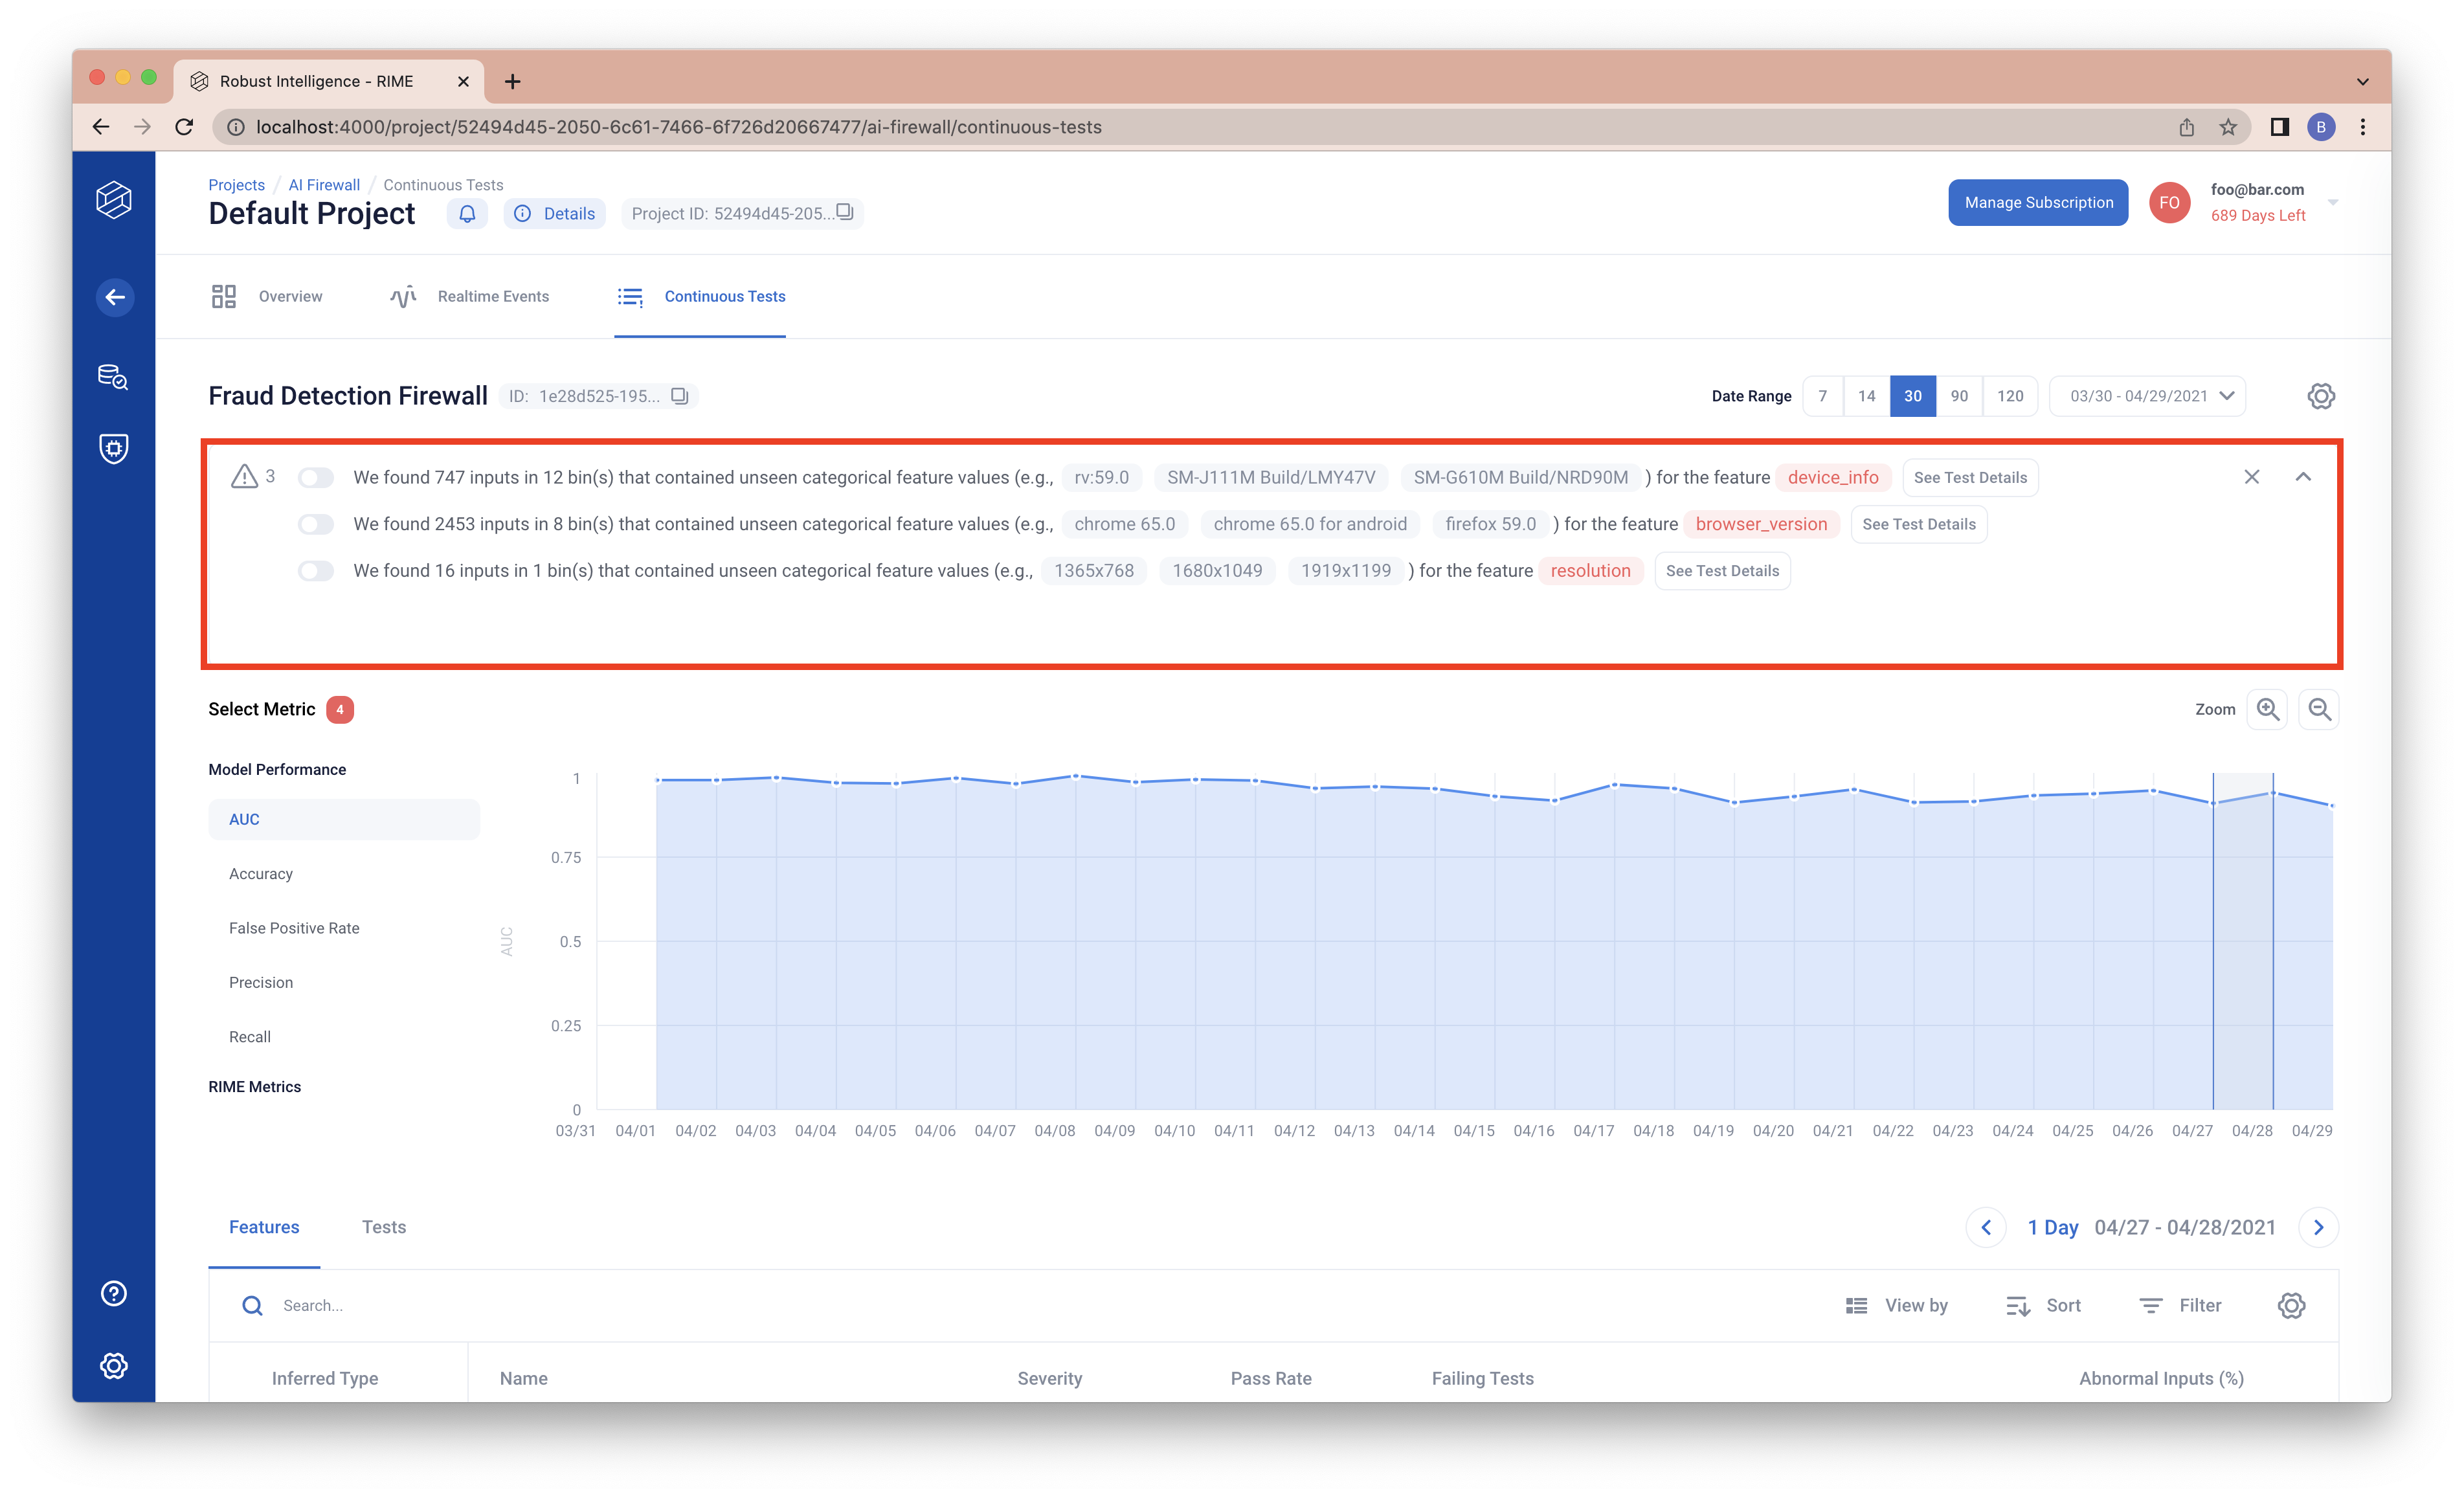 Robust Intelligence - RIME
localhost:4000/project/52494d45-2050-6c61-7466-6f726d20667477/ai-firewall/continuous-tests
B
Projects / AI Firewall / Continuous Tests
Default Project
Details
Project ID: 52494d45-205...
Manage Subscription
FO
foo@bar.com
689 Days Left
Overview
Realtime Events
Continuous Tests
Fraud Detection Firewall
ID: 1e28d525-195...
Date Range
7 14 30 90 120
03/30 - 04/29/2021
3
We found 747 inputs in 12 bin(s) that contained unseen categorical feature values (e.g., rv:59.0 SM-J111M Build/LMY47V SM-G610M Build/NRD90M ) for the feature device_info See Test Details
We found 2453 inputs in 8 bin(s) that contained unseen categorical feature values (e.g., chrome 65.0 chrome 65.0 for android firefox 59.0 ) for the feature browser_version See Test Details
We found 16 inputs in 1 bin(s) that contained unseen categorical feature values (e.g., 1365x768 1680x1049 1919x1199 ) for the feature resolution See Test Details
Select Metric 4
Zoom
Model Performance
AUC
Accuracy
False Positive Rate
Precision
Recall
RIME Metrics
AUC
1
0.75
0.5
0.25
0
03/31 04/01 04/02 04/03 04/04 04/05 04/06 04/07 04/08 04/09 04/10 04/11 04/12 04/13 04/14 04/15 04/16 04/17 04/18 04/19 04/20 04/21 04/22 04/23 04/24 04/25 04/26 04/27 04/28 04/29
Features
Tests
1 Day 04/27 - 04/28/2021
Search...
View by
Sort
Filter
Inferred Type Name Severity Pass Rate Failing Tests Abnormal Inputs (%)